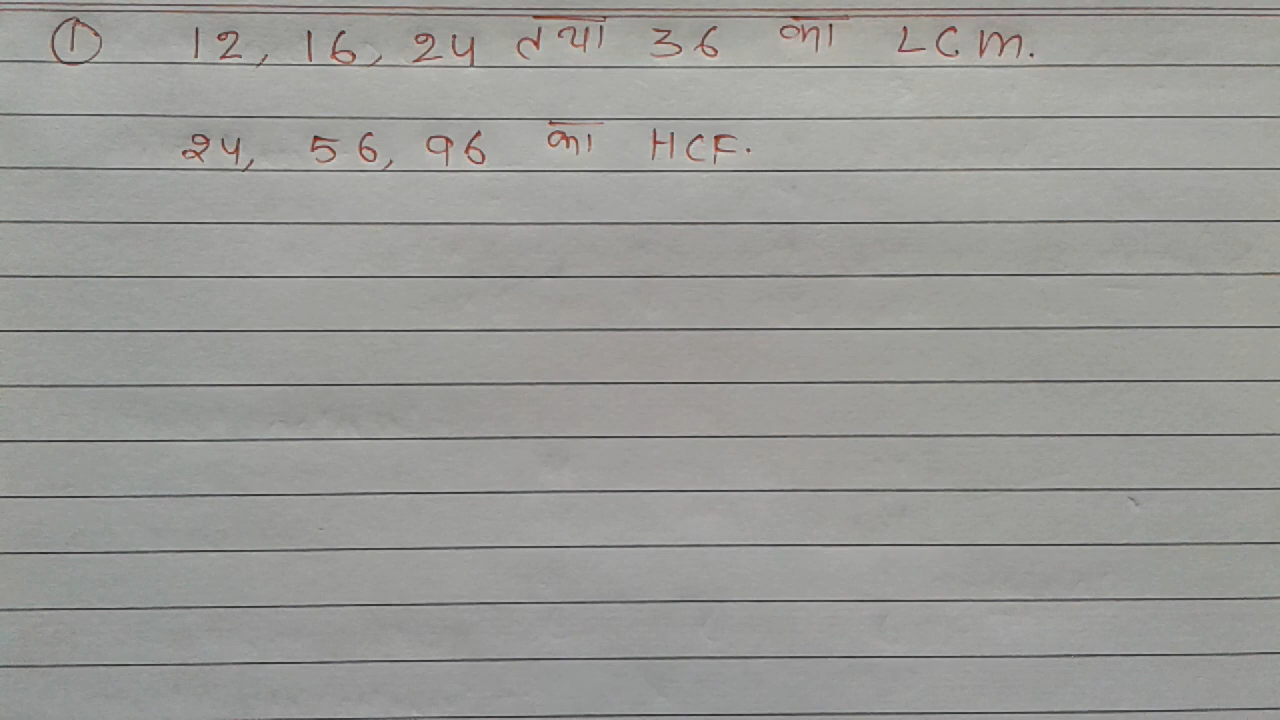 ① 12, 16, 24 तथा 36 का LCM.
24, 56, 96 का HCF.